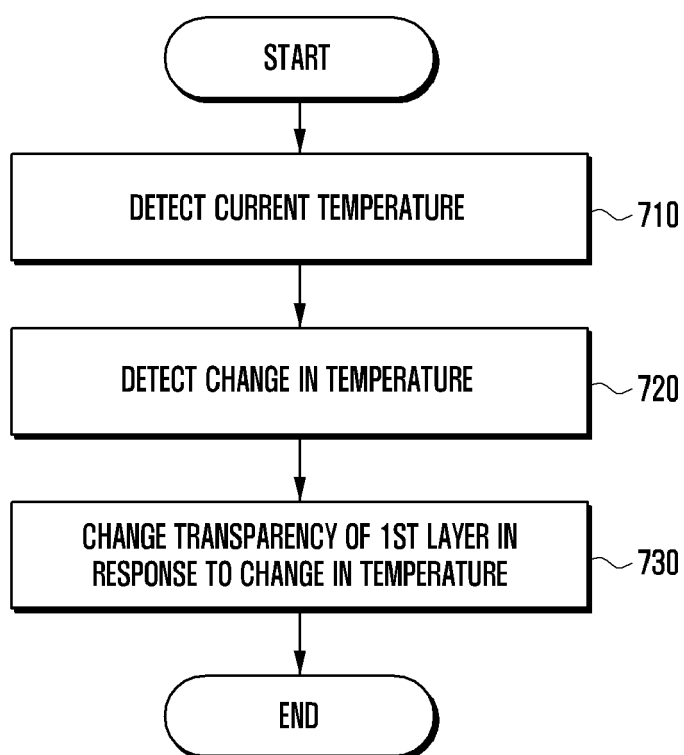 START
DETECT CURRENT TEMPERATURE
710
DETECT CHANGE IN TEMPERATURE
720
CHANGE TRANSPARENCY OF 1ST LAYER IN
RESPONSE TO CHANGE IN TEMPERATURE
730
END